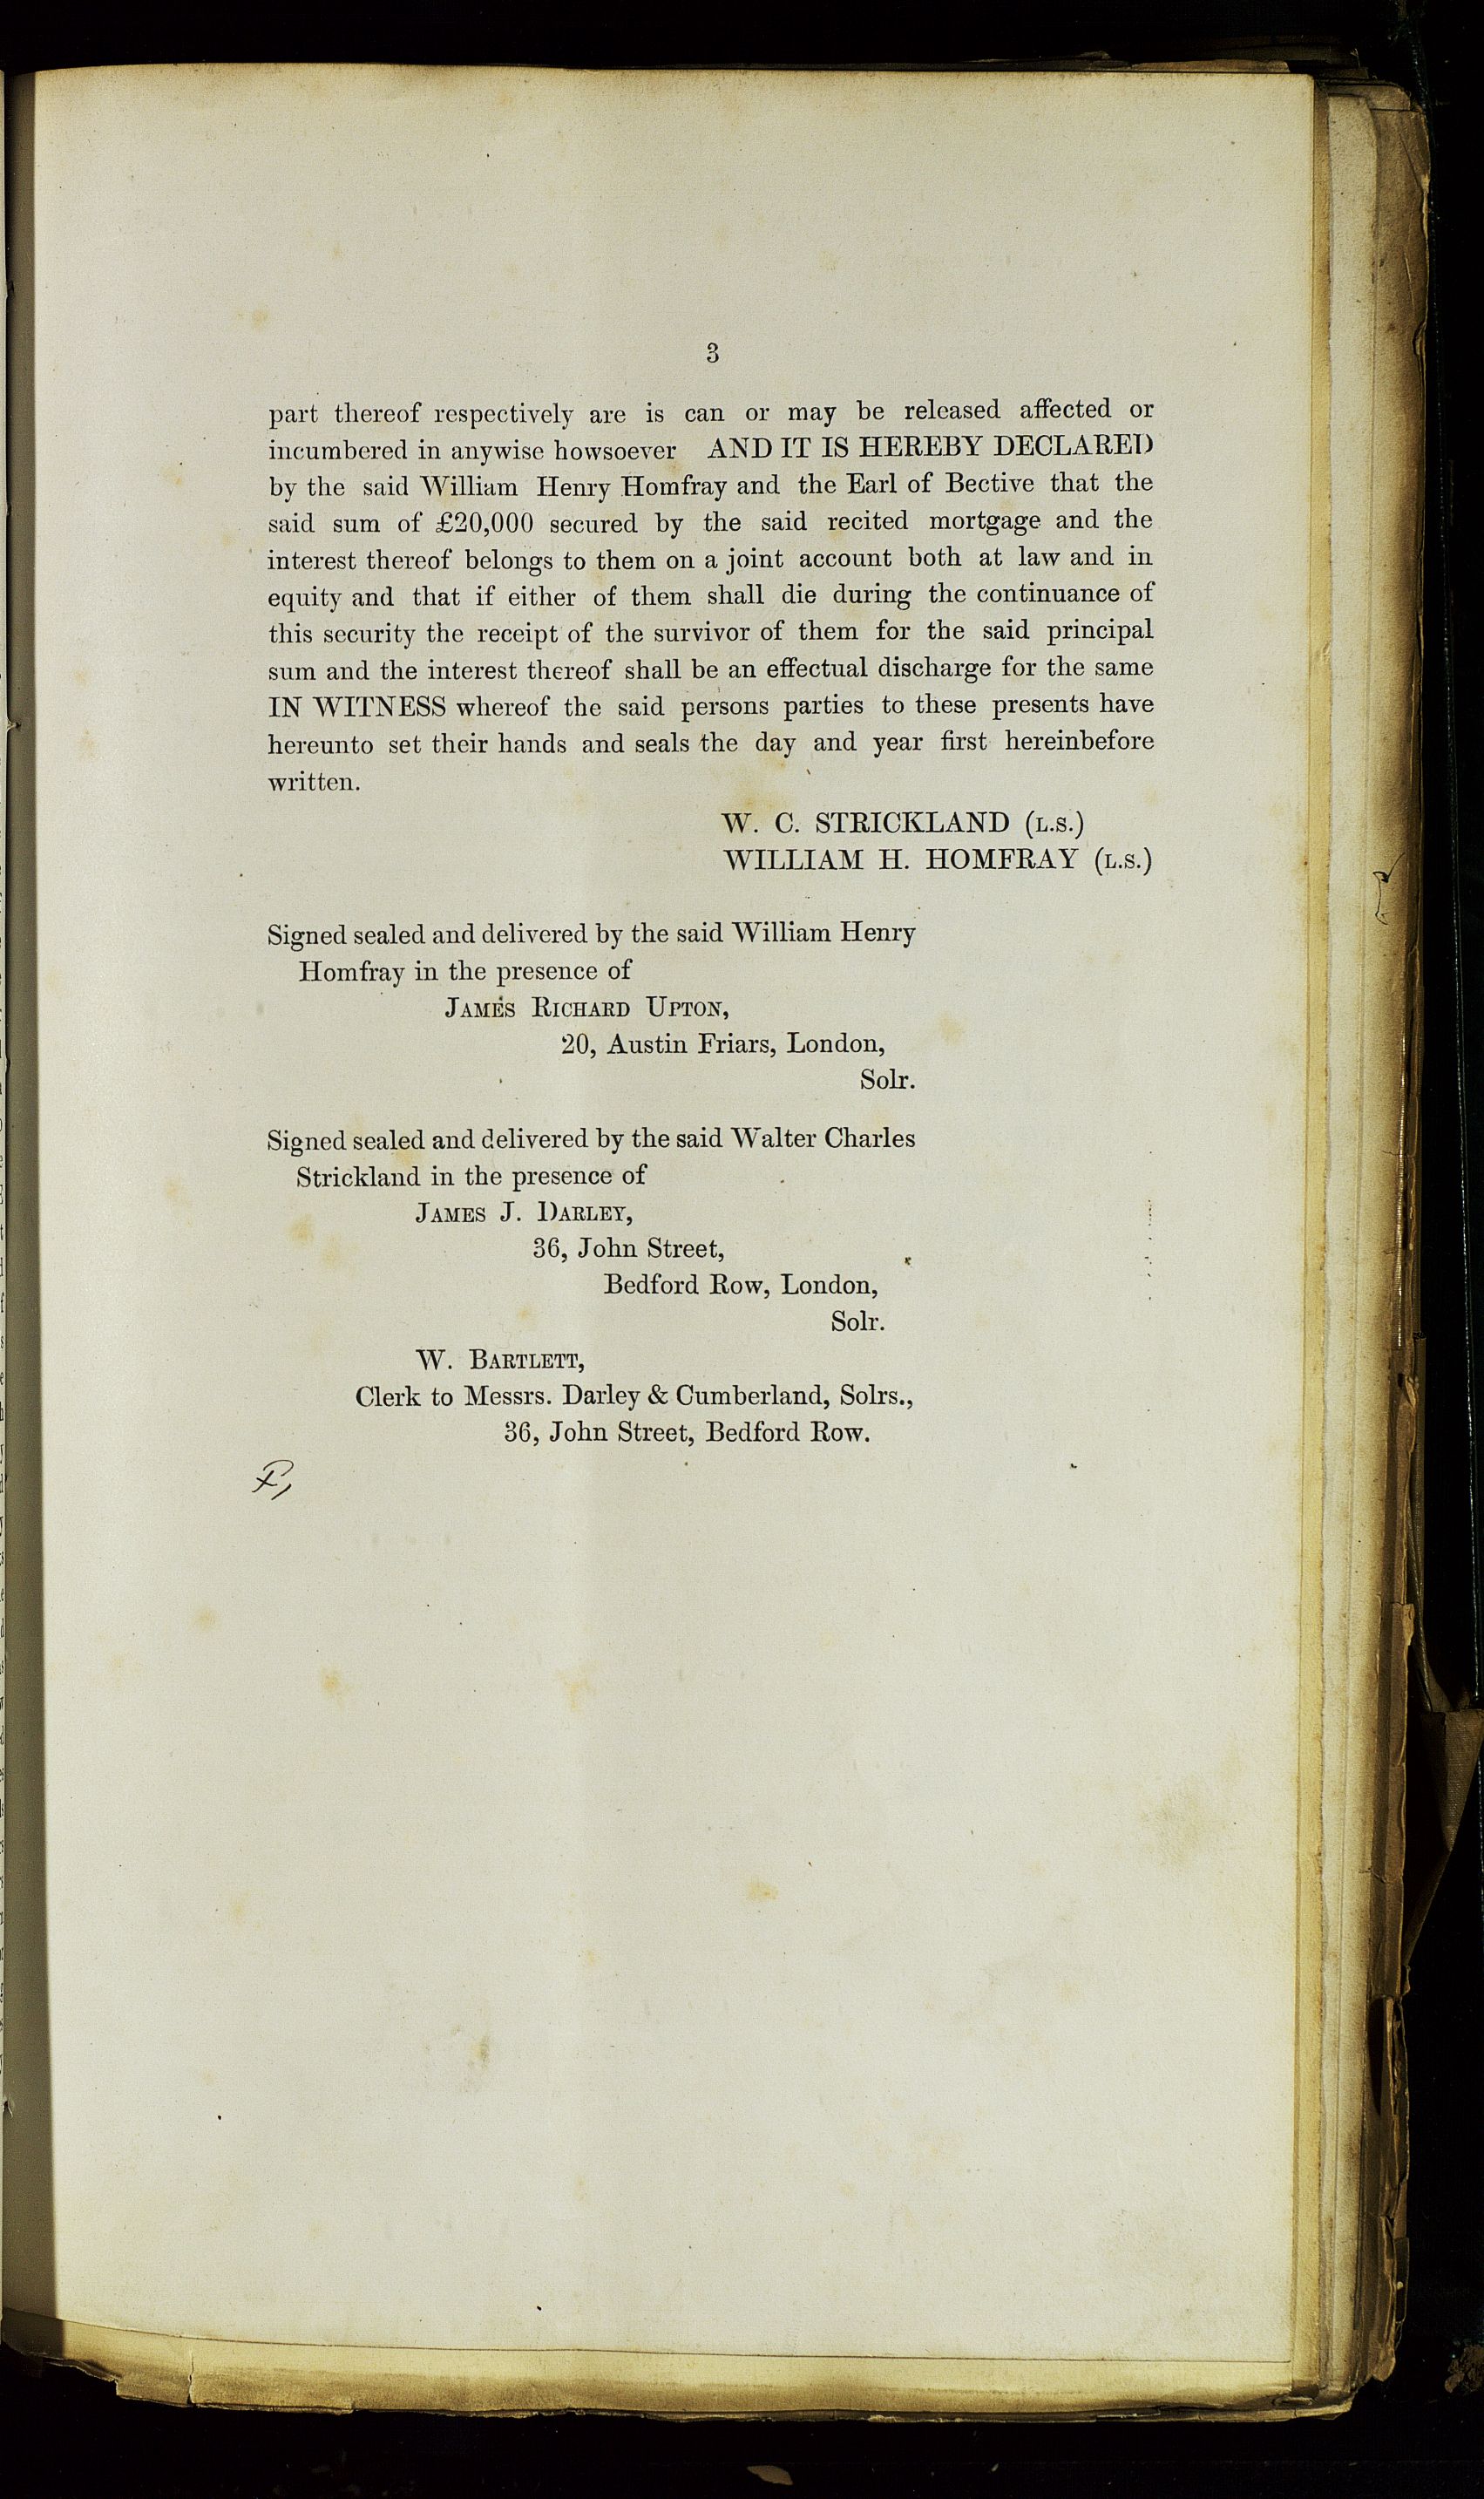 3
part thereof respectively are is can or may be released affected or
incumbered in anywise howsoever AND IT IS HEREBY DECLARED
by the said William Henry Homfray and the Earl of Bective that the
said sum of £20,000 secured by the said recited mortgage and the
interest thereof belongs to them on a joint account both at law and in
equity and that if either of them shall die during the continuance of
this security the receipt of the survivor of them for the said principal
sum and the interest thereof shall be an effectual discharge for the same
IN WITNESS whereof the said persons parties to these presents have
hereunto set their hands and seals the day and year first hereinbefore
written.
W. C. STRICKLAND (L.S.)
WILLIAM H. HOMFRAY (L.S.)
Signed sealed and delivered by the said William Henry
Homfray in the presence of
JAMES RICHARD UPTON,
20, Austin Friars, London,
Solr.
Signed sealed and delivered by the said Walter Charles
Strickland in the presence of
JAMES J. DARLEY,
36, John Street,
Bedford Row, London,
Solr.
W. BARTLETT,
Clerk to Messrs. Darley & Cumberland, Solrs.,
36, John Street, Bedford Row.